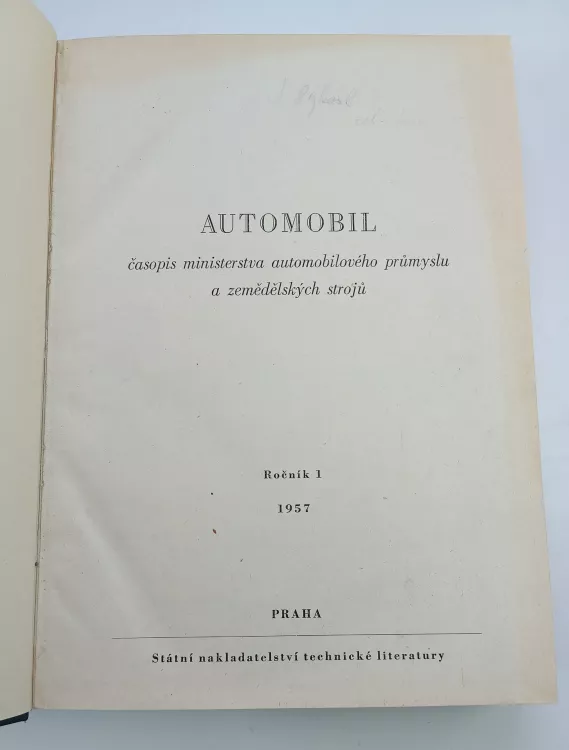 AUTOMOBIL
časopis ministerstva automobilového průmyslu
a zemědělských strojů
Ročník 1
1957
PRAHA
Státní nakladatelství technické literatury